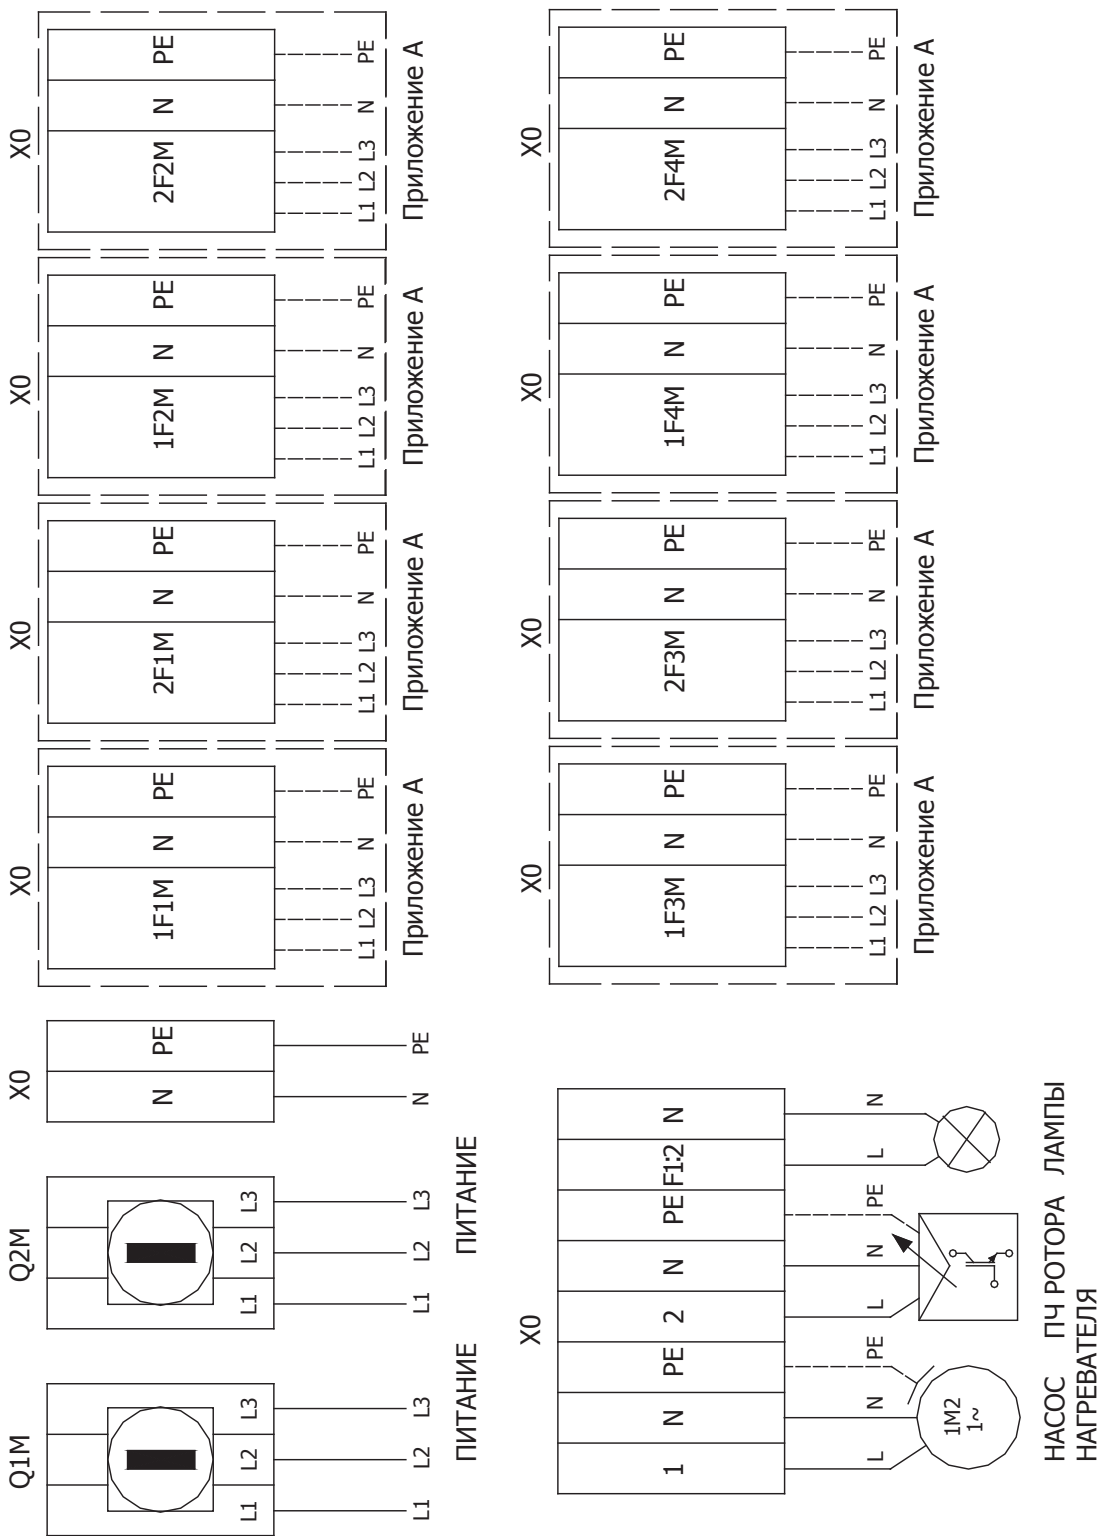 Q1M
L1 L2 L3
L1 L2 L3
ПИТАНИЕ
Q2M
L1 L2 L3
L1 L2 L3
ПИТАНИЕ
X0
N PE
N PE
X0
1F1M N PE
L1 L2 L3 N PE
Приложение А
X0
2F1M N PE
L1 L2 L3 N PE
Приложение А
X0
1F2M N PE
L1 L2 L3 N PE
Приложение А
X0
2F2M N PE
L1 L2 L3 N PE
Приложение А
X0
1 N PE 2 N PE F1:2 N
L N PE L N PE L N
1M2
1~
НАСОС
НАГРЕВАТЕЛЯ
ПЧ РОТОРА
ЛАМПЫ
X0
1F3M N PE
L1 L2 L3 N PE
Приложение А
X0
2F3M N PE
L1 L2 L3 N PE
Приложение А
X0
1F4M N PE
L1 L2 L3 N PE
Приложение А
X0
2F4M N PE
L1 L2 L3 N PE
Приложение А